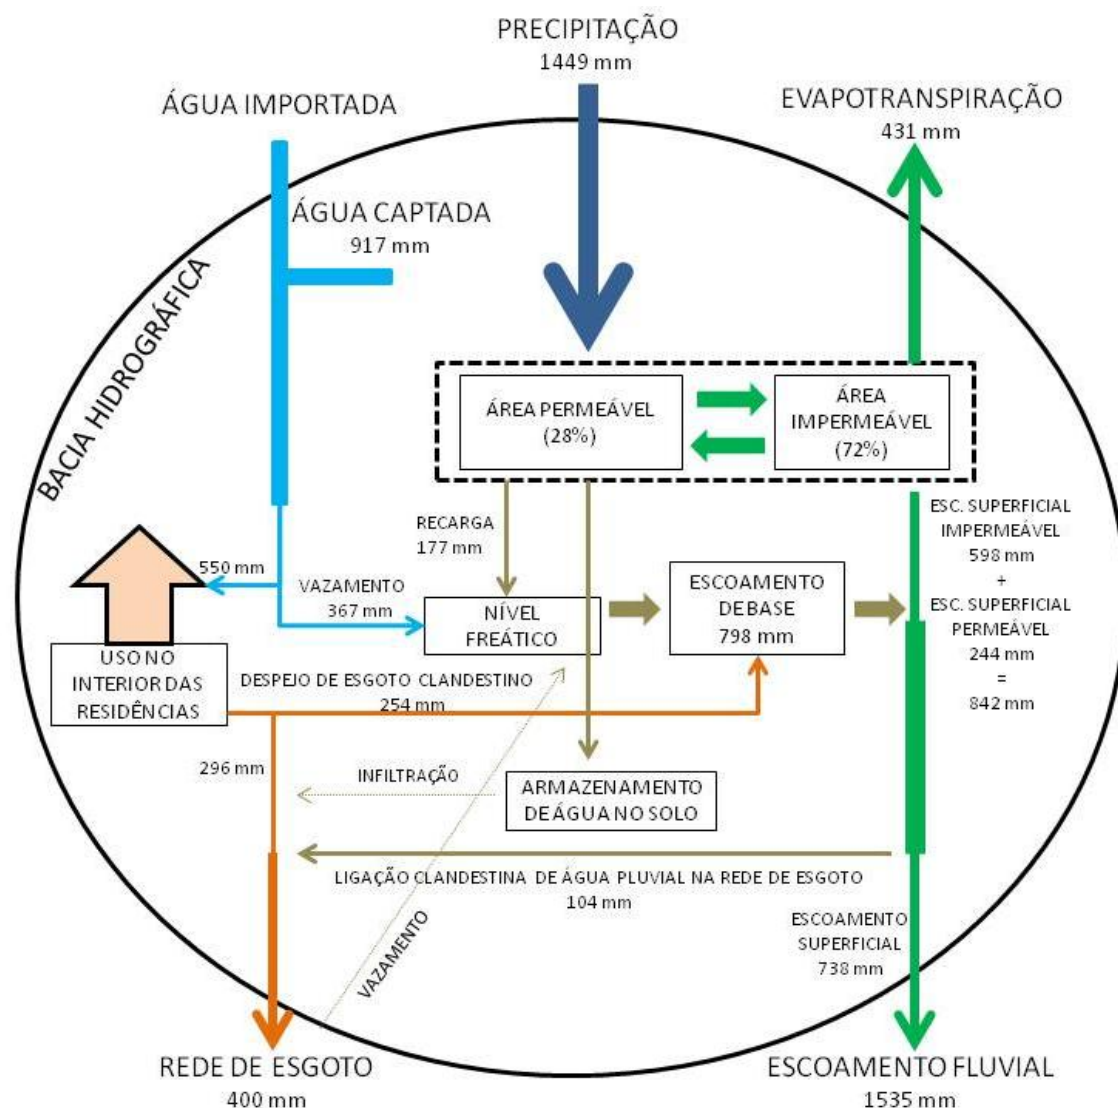 PRECIPITAÇÃO
1449 mm
ÁGUA IMPORTADA
EVAPOTRANSPIRAÇÃO
431 mm
ÁGUA CAPTADA
917 mm
BACIA HIDROGRÁFICA
ÁREA PERMEÁVEL
(28%)
ÁREA
IMPERMEÁVEL
(72%)
RECARGA
177 mm
ESC. SUPERFICIAL
IMPERMEÁVEL
598 mm
+
ESC. SUPERFICIAL
PERMEÁVEL
244 mm
=
842 mm
550 mm
VAZAMENTO
367 mm
NÍVEL
FREÁTICO
ESCOAMENTO
DE BASE
798 mm
USO NO
INTERIOR DAS
RESIDÊNCIAS
DESPEJO DE ESGOTO CLANDESTINO
254 mm
296 mm
INFILTRAÇÃO
ARMAZENAMENTO
DE ÁGUA NO SOLO
LIGAÇÃO CLANDESTINA DE ÁGUA PLUVIAL NA REDE DE ESGOTO
104 mm
VAZAMENTO
ESCOAMENTO
SUPERFICIAL
738 mm
REDE DE ESGOTO
400 mm
ESCOAMENTO FLUVIAL
1535 mm